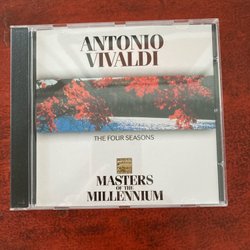 ANTONIO
VIVALDI
THE FOUR SEASONS
MASTERS
OF THE
MILLENNIUM